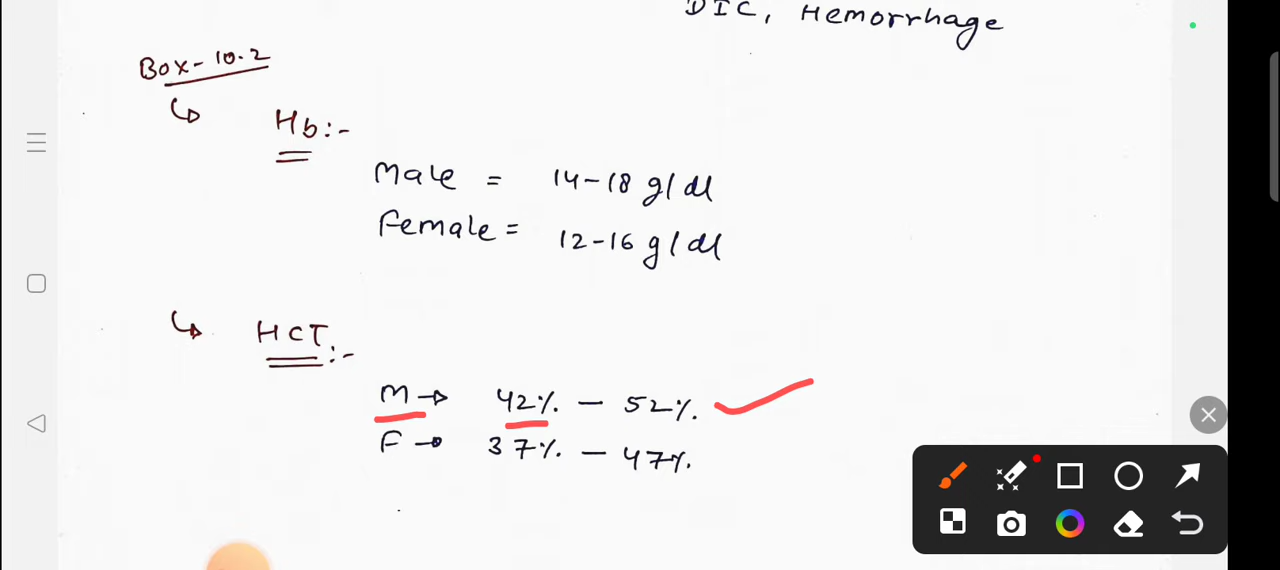 DIC, Hemorrhage
Box-10.2
↳ Hb:-
Male = 14-18 g/dl
Female = 12-16 g/dl
↳ HCT:-
M → 42% - 52%
F → 37% - 47%